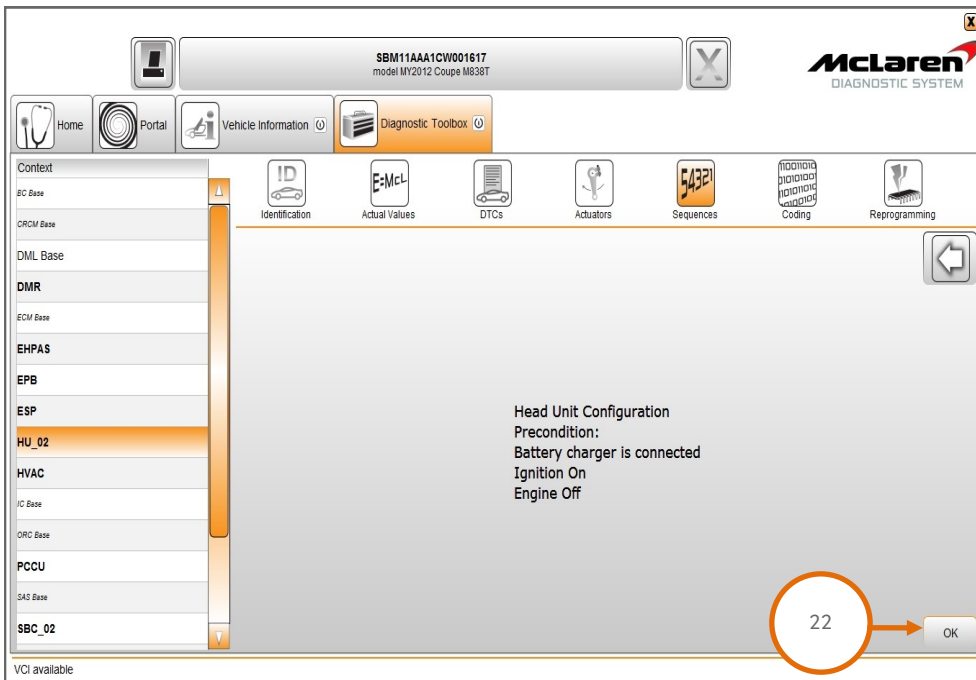 X
SBM11AAA1CW001617
model MY2012 Coupe M838T
X
McLaren
DIAGNOSTIC SYSTEM
Home
Portal
Vehicle Information
Diagnostic Toolbox
Context
BC Base
CRCM Base
DML Base
DMR
ECM Base
EHPAS
EPB
ESP
HU_02
HVAC
IC Base
ORC Base
PCCU
SAS Base
SBC_02
ID
Identification
E=McL
Actual Values
DTCs
Actuators
54321
Sequences
Coding
Reprogramming
Head Unit Configuration
Precondition:
Battery charger is connected
Ignition On
Engine Off
22
OK
VCI available